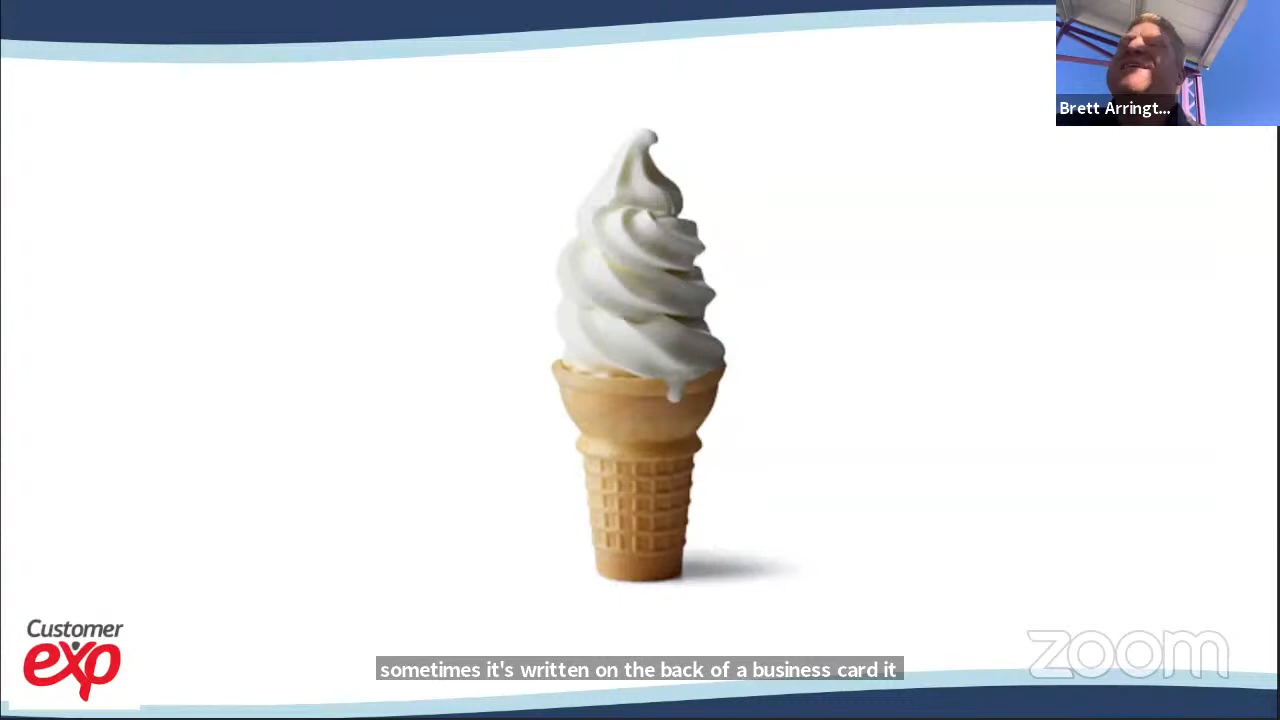 Brett Arringt...
Customer
exp
sometimes it's written on the back of a business card it
zoom